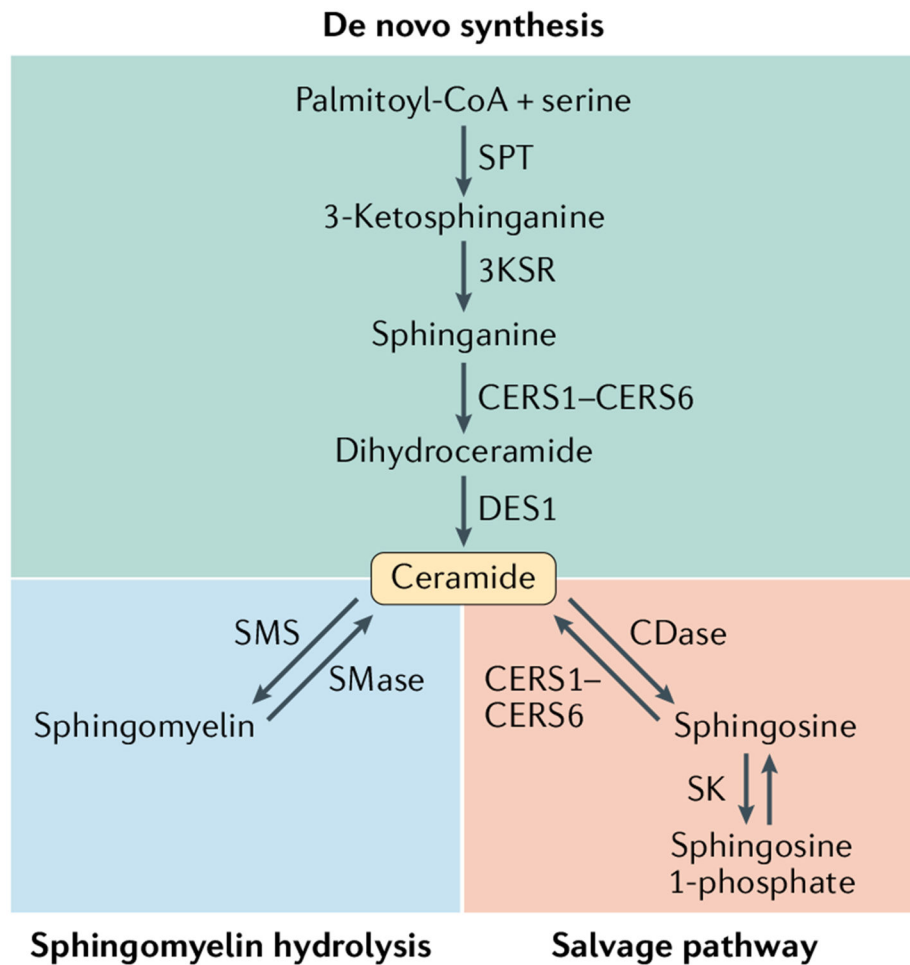 De novo synthesis
Palmitoyl-CoA + serine
SPT
3-Ketosphinganine
3KSR
Sphinganine
CERS1–CERS6
Dihydroceramide
DES1
Ceramide
SMS
SMase
Sphingomyelin
CDase
CERS1–
CERS6
Sphingosine
SK
Sphingosine
1-phosphate
Sphingomyelin hydrolysis
Salvage pathway